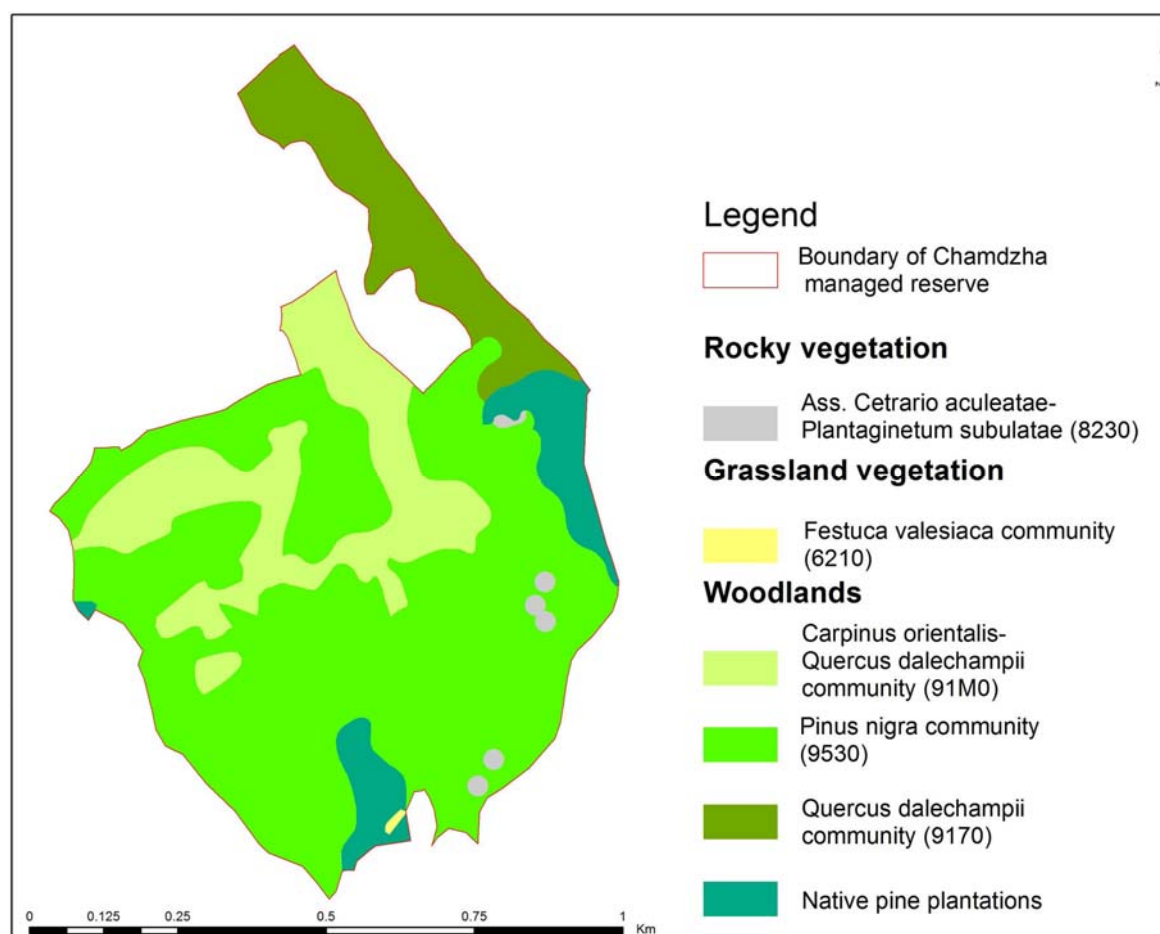 Legend
Boundary of Chamdzha
managed reserve
Rocky vegetation
Ass. Cetrario aculeatae-
Plantaginetum subulatae (8230)
Grassland vegetation
Festuca valesiaca community
(6210)
Woodlands
Carpinus orientalis-
Quercus dalechampii
community (91M0)
Pinus nigra community
(9530)
Quercus dalechampii
community (9170)
Native pine plantations
0 0.125 0.25 0.5 0.75 1
Km